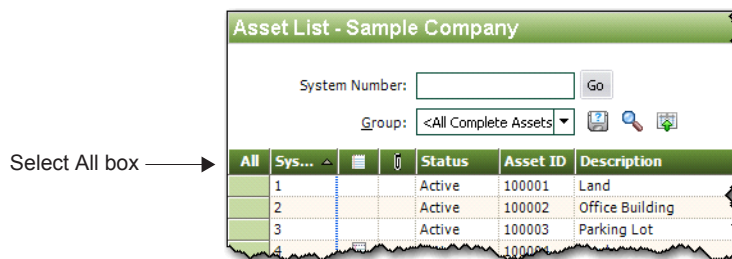 Asset List - Sample Company
System Number: Go
Group: <All Complete Assets
Select All box
All Sys... Status Asset ID Description
1 Active 100001 Land
2 Active 100002 Office Building
3 Active 100003 Parking Lot
4